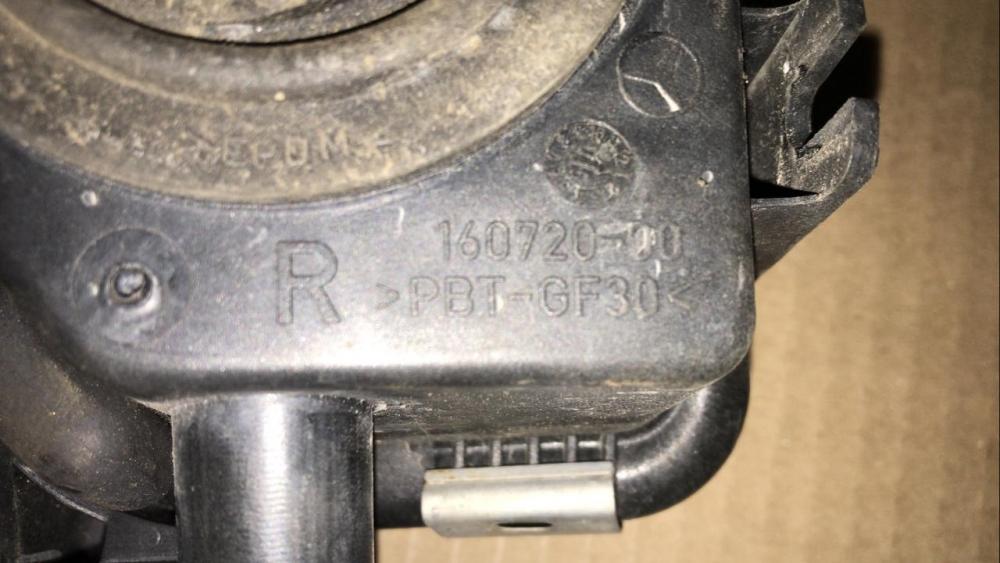 >EPDM<
160720-00
R >PBT-GF30<